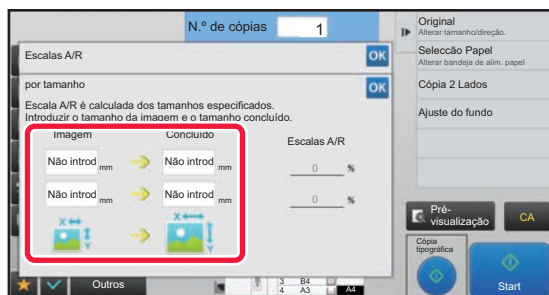 N.º de cópias 1
Escalas A/R
OK
por tamanho
OK
Escala A/R é calculada dos tamanhos especificados.
Introduzir o tamanho da imagem e o tamanho concluído.
Imagem Concluído Escalas A/R
Não introd mm Não introd mm 0 %
Não introd mm Não introd mm 0 %
X X
Y Y
Outros
3 B4
4 A3 A4
Original
Alterar tamanho/direção.
Seleccão Papel
Alterar bandeja de alim. papel
Cópia 2 Lados
Ajuste do fundo
Pré-
visualização
CA
Cópia
tipográfica
Start